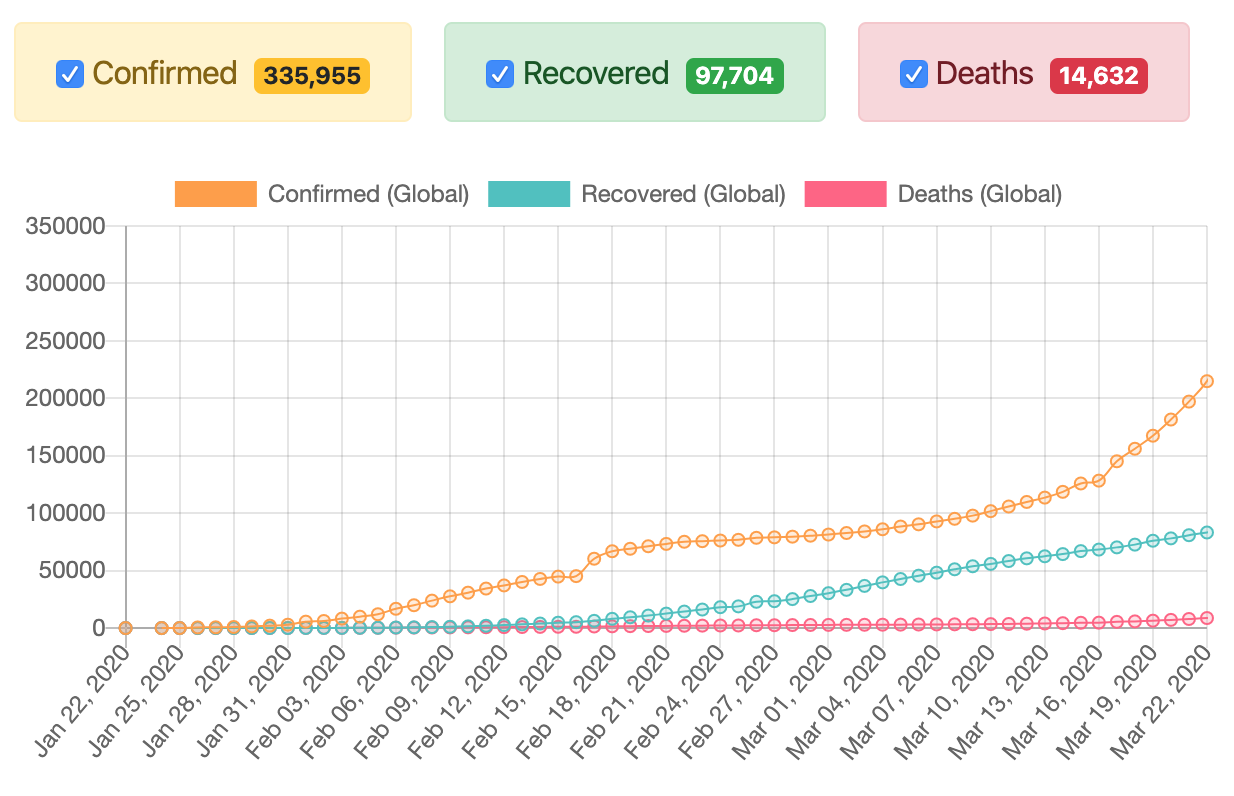 Confirmed 335,955 Recovered 97,704 Deaths 14,632
Confirmed (Global) Recovered (Global) Deaths (Global)
350000
300000
250000
200000
150000
100000
50000
0
Jan 22, 2020
Jan 25, 2020
Jan 28, 2020
Jan 31, 2020
Feb 03, 2020
Feb 06, 2020
Feb 09, 2020
Feb 12, 2020
Feb 15, 2020
Feb 18, 2020
Feb 21, 2020
Feb 24, 2020
Feb 27, 2020
Mar 01, 2020
Mar 04, 2020
Mar 07, 2020
Mar 10, 2020
Mar 13, 2020
Mar 16, 2020
Mar 19, 2020
Mar 22, 2020